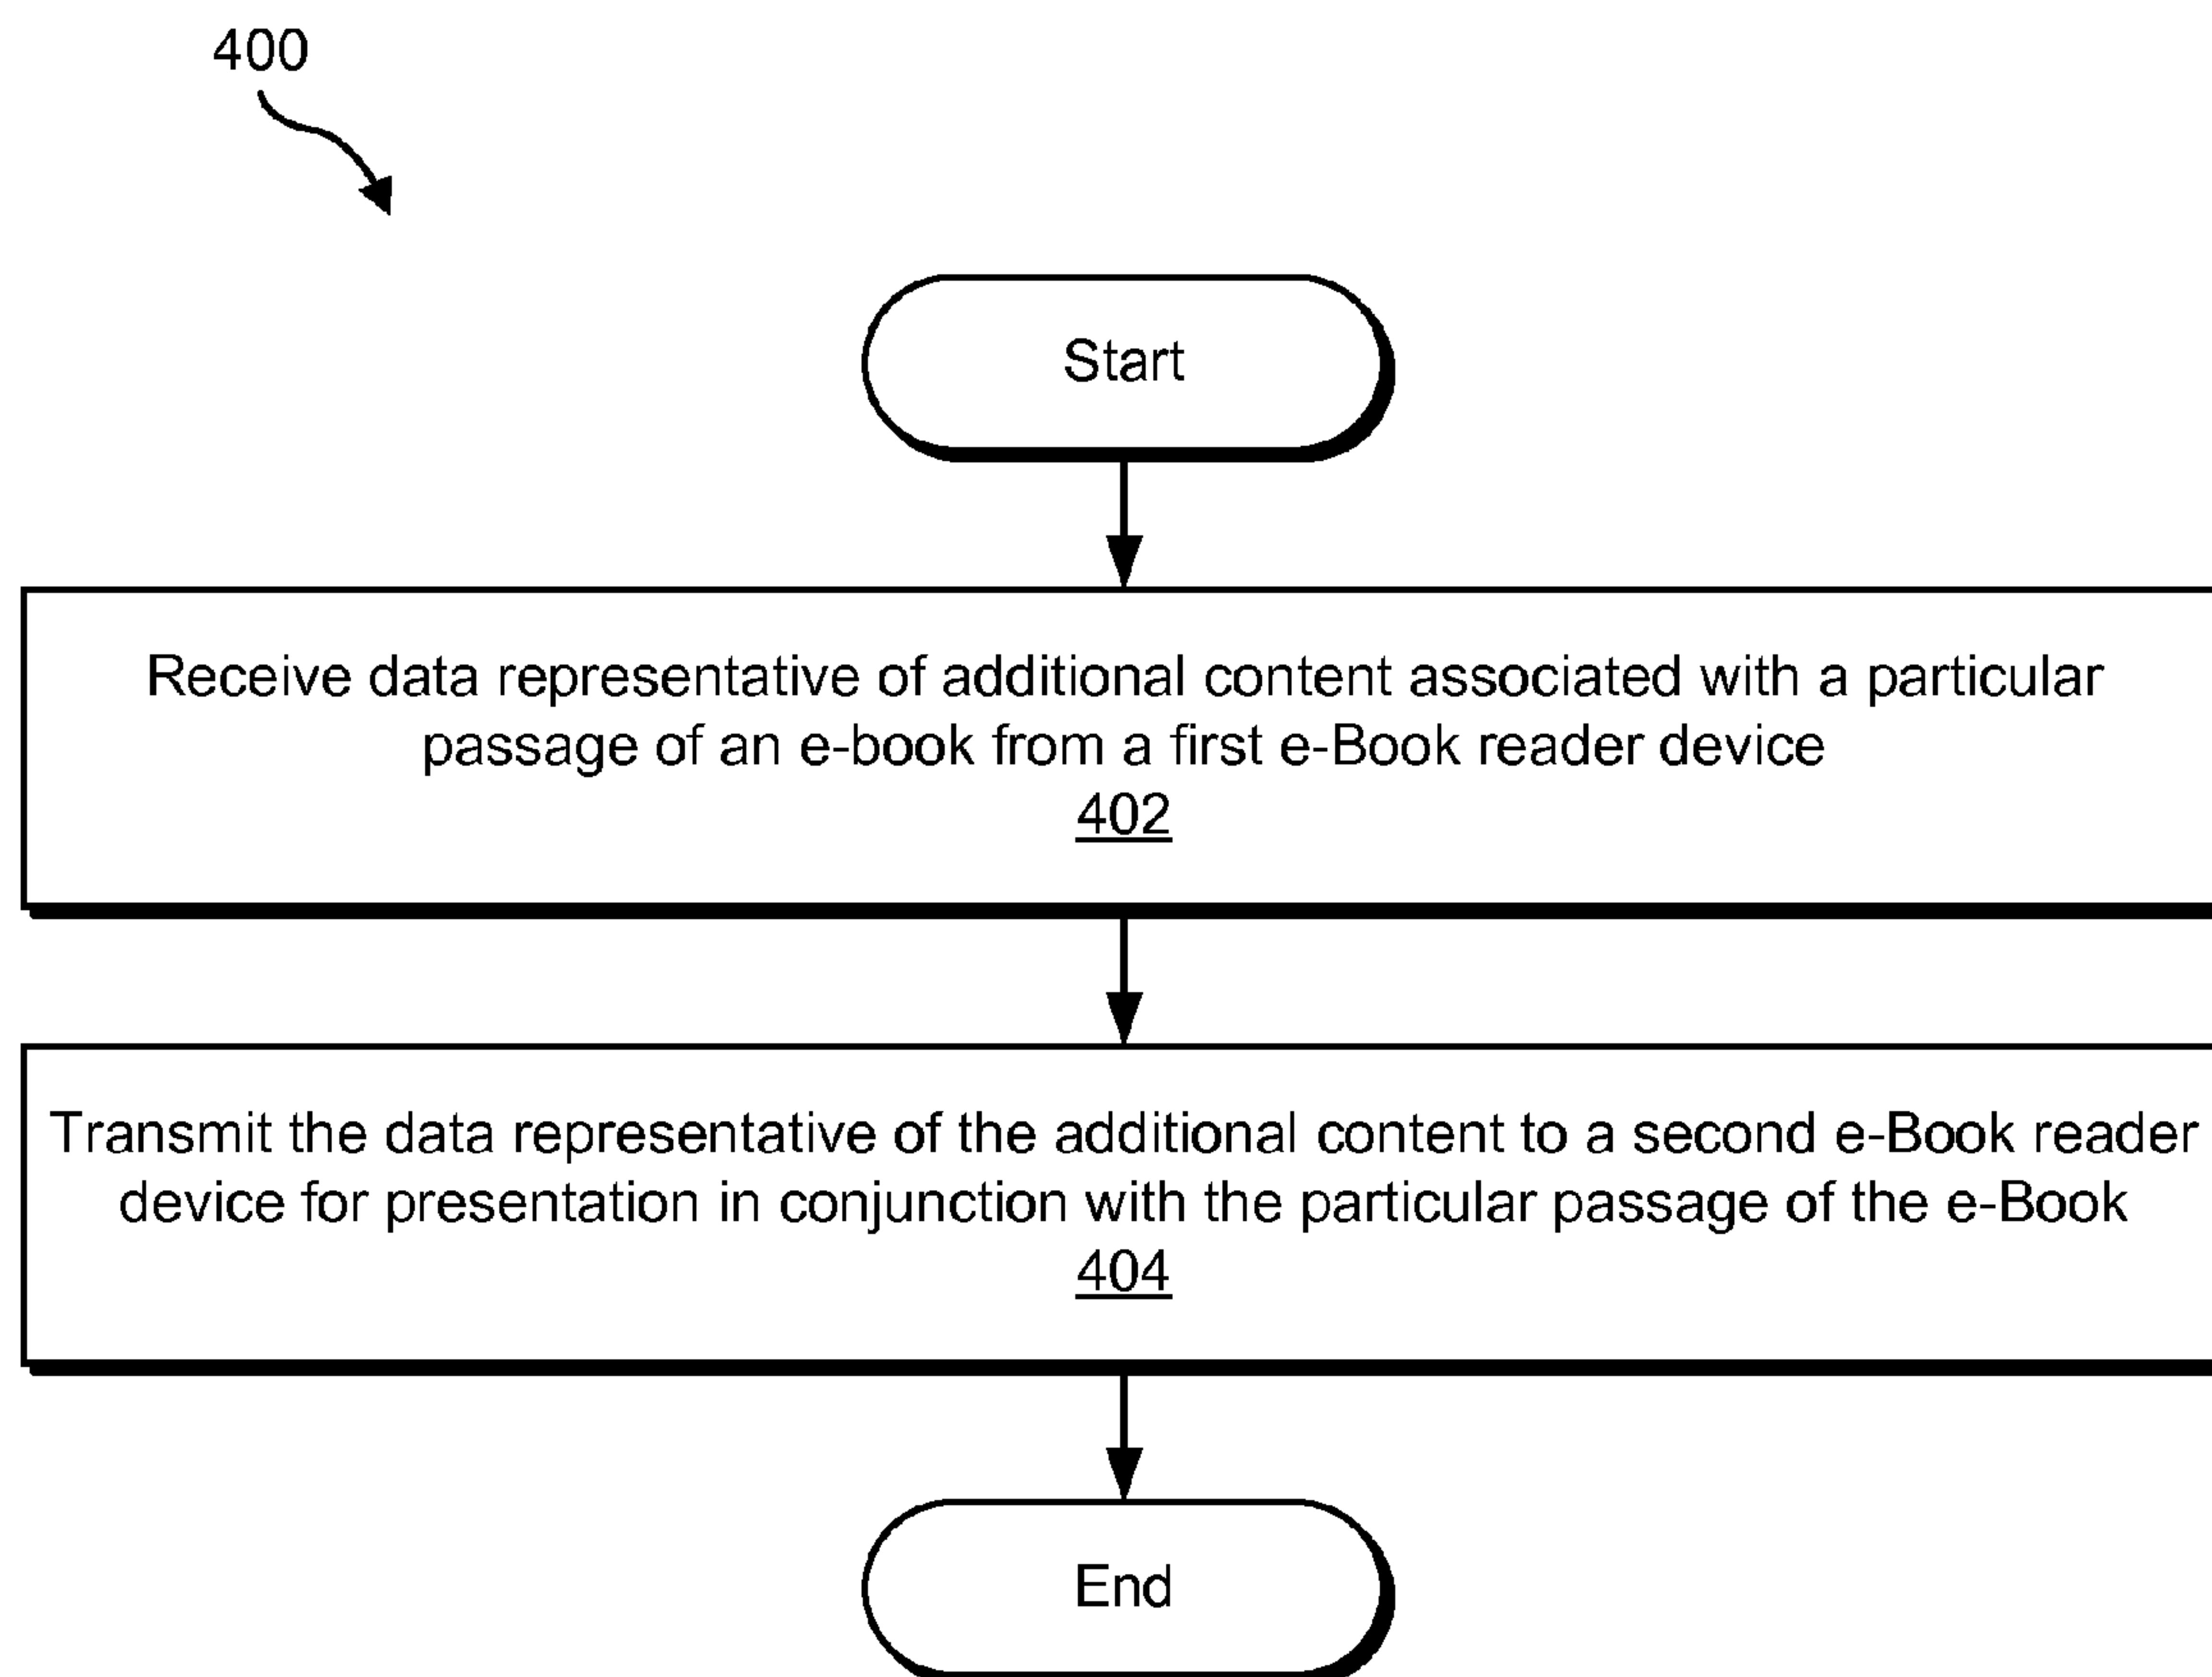 400
Start
Receive data representative of additional content associated with a particular
passage of an e-book from a first e-Book reader device
402
Transmit the data representative of the additional content to a second e-Book reader
device for presentation in conjunction with the particular passage of the e-Book
404
End